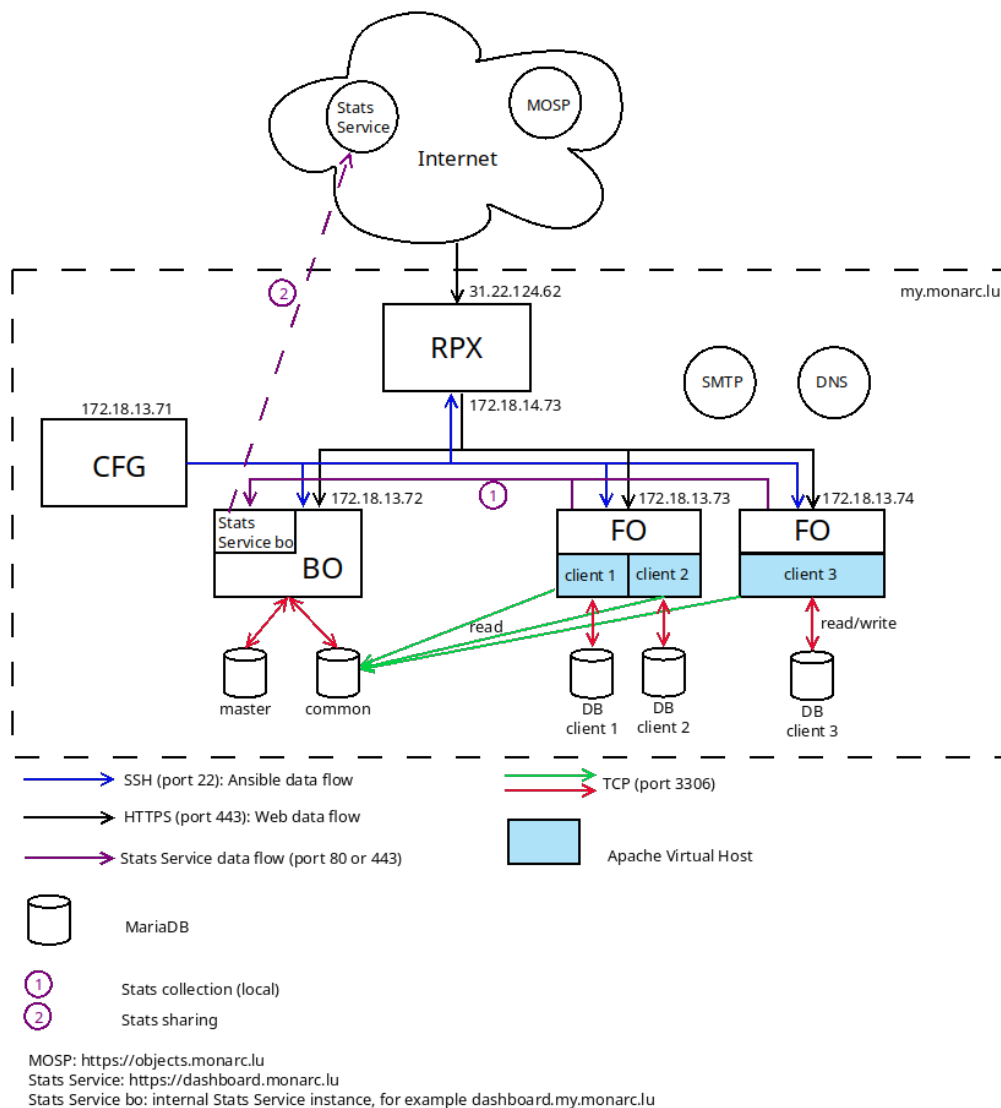 Stats
Service
MOSP
Internet
2
31.22.124.62
my.monarc.lu
RPX
SMTP
DNS
172.18.13.71
172.18.14.73
CFG
1
172.18.13.72
172.18.13.73
172.18.13.74
Stats
Service bo
BO
FO
FO
client 1
client 2
client 3
read
read/write
master
common
DB
client 1
DB
client 2
DB
client 3
SSH (port 22): Ansible data flow
TCP (port 3306)
HTTPS (port 443): Web data flow
Stats Service data flow (port 80 or 443)
Apache Virtual Host
MariaDB
1
Stats collection (local)
2
Stats sharing
MOSP: https://objects.monarc.lu
Stats Service: https://dashboard.monarc.lu
Stats Service bo: internal Stats Service instance, for example dashboard.my.monarc.lu